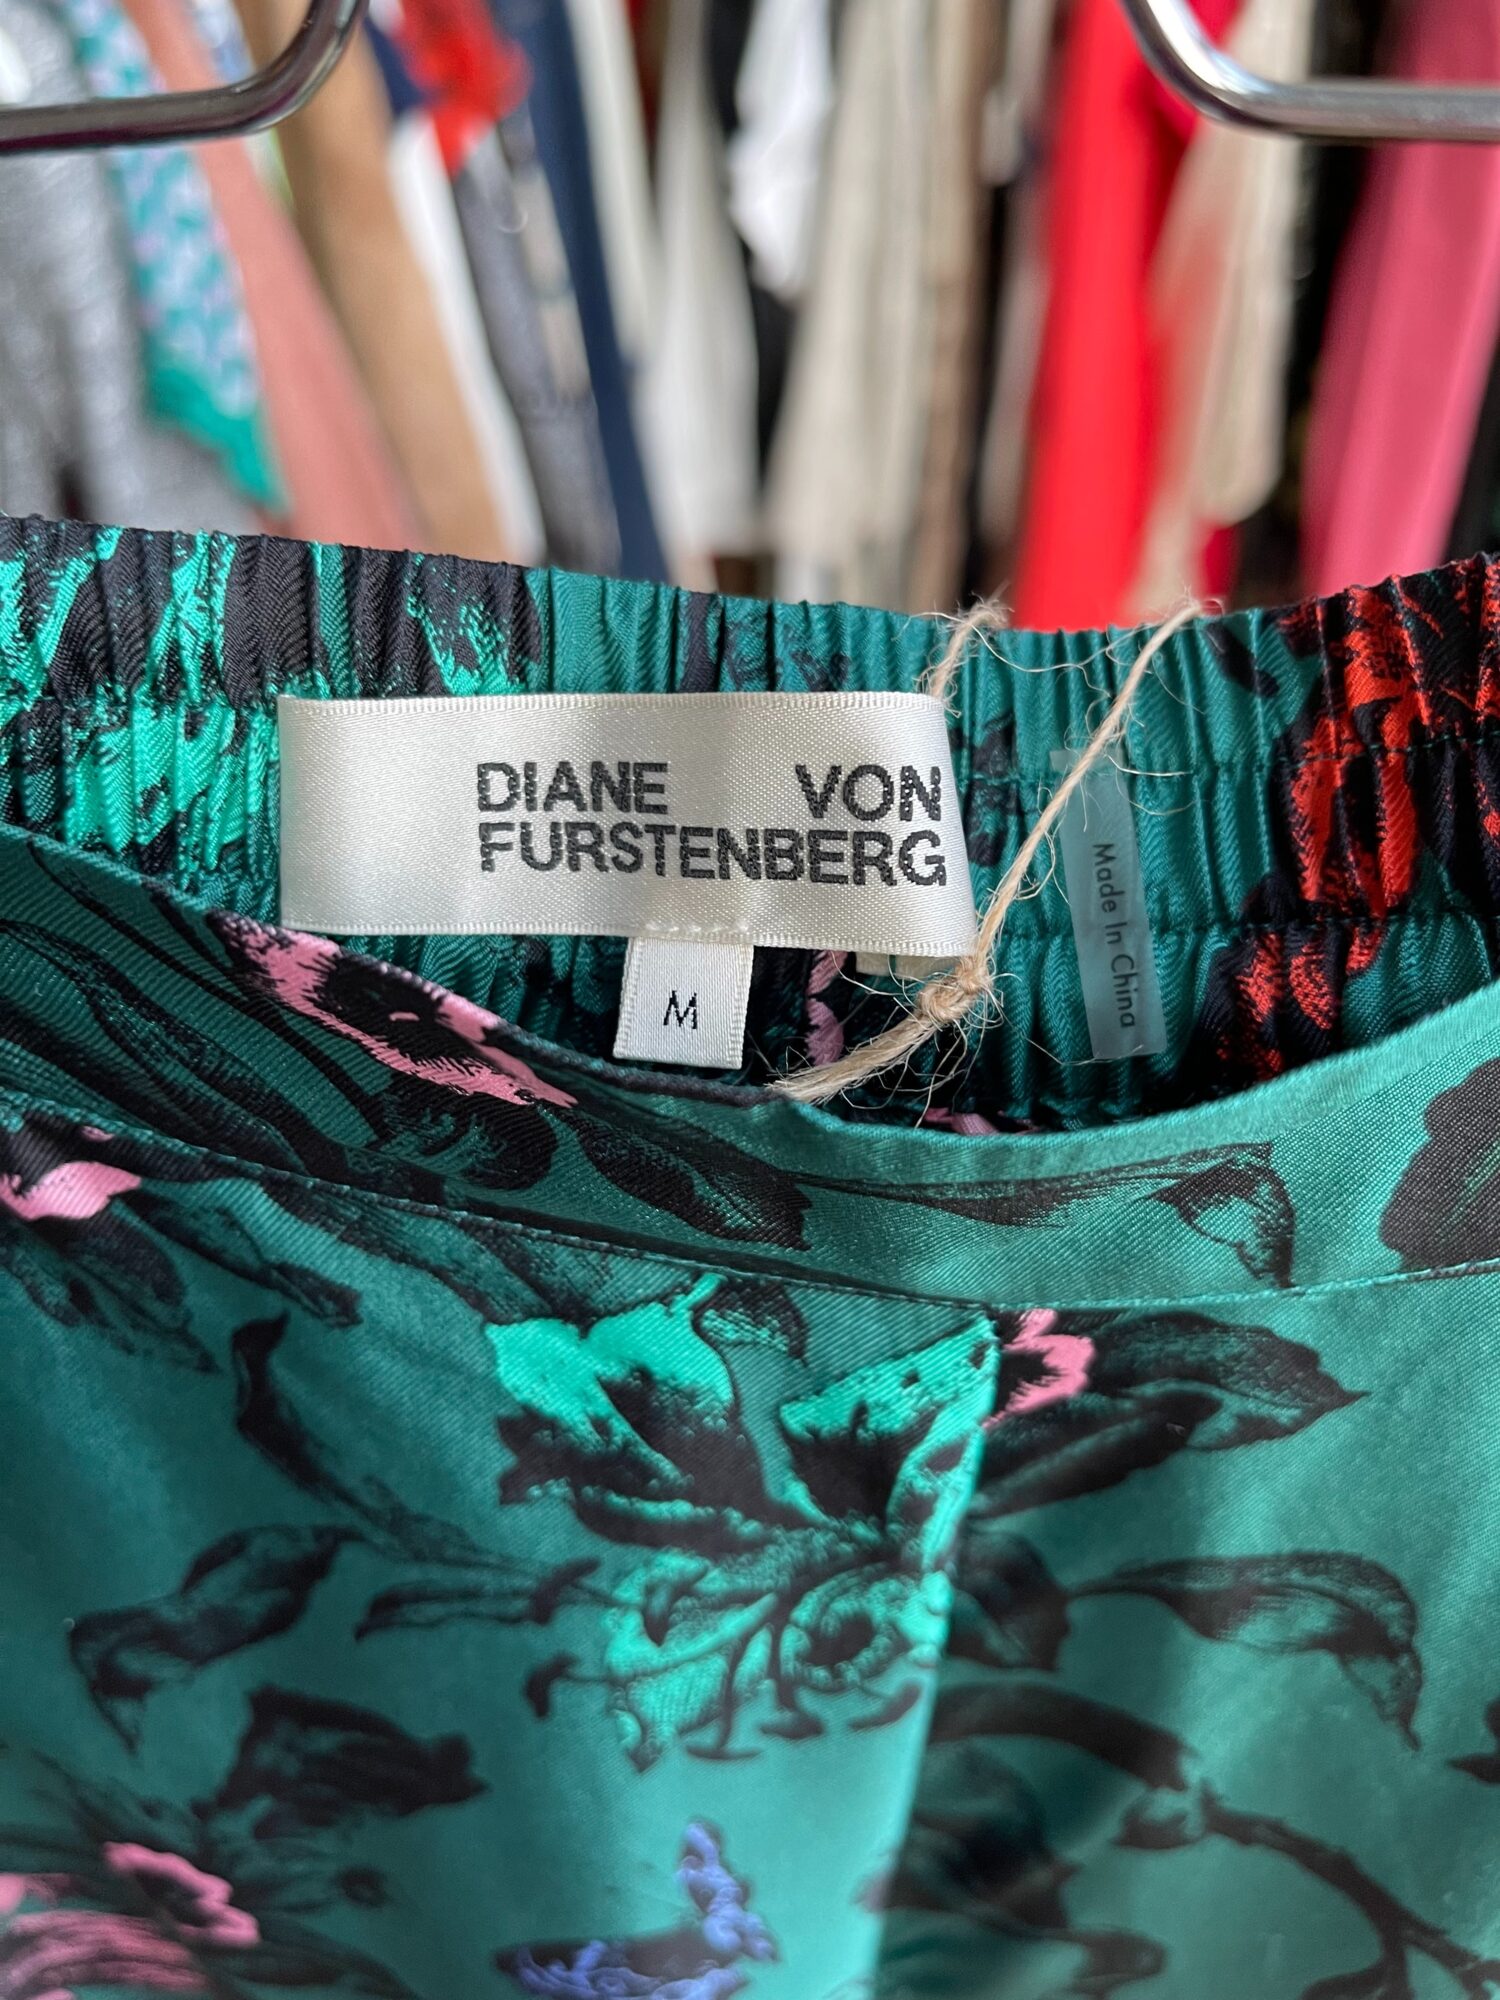 DIANE VON
FURSTENBERG
M
Made In China